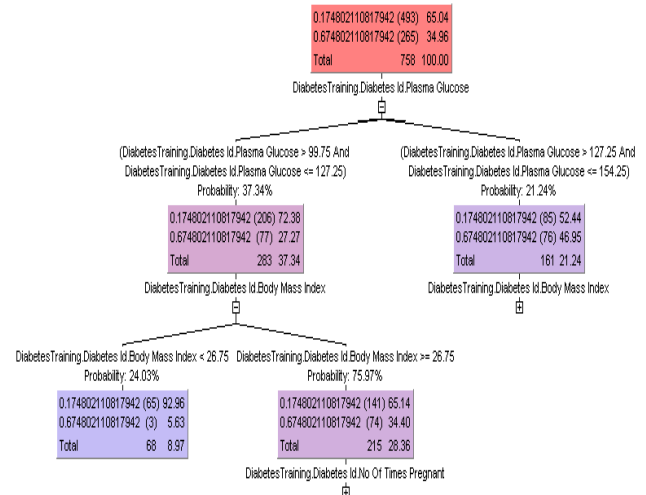 0.174802110817942 (493) 65.04
0.674802110817942 (265) 34.96
Total 758 100.00
DiabetesTraining.Diabetes Id.Plasma Glucose
(DiabetesTraining.Diabetes Id.Plasma Glucose > 99.75 And
DiabetesTraining.Diabetes Id.Plasma Glucose <= 127.25)
Probability: 37.34%
0.174802110817942 (206) 72.38
0.674802110817942 (77) 27.27
Total 283 37.34
DiabetesTraining.Diabetes Id.Body Mass Index
(DiabetesTraining.Diabetes Id.Plasma Glucose > 127.25 And
DiabetesTraining.Diabetes Id.Plasma Glucose <= 154.25)
Probability: 21.24%
0.174802110817942 (85) 52.44
0.674802110817942 (76) 46.95
Total 161 21.24
DiabetesTraining.Diabetes Id.Body Mass Index
DiabetesTraining.Diabetes Id.Body Mass Index < 26.75
Probability: 24.03%
0.174802110817942 (65) 92.96
0.674802110817942 (3) 5.63
Total 68 8.97
DiabetesTraining.Diabetes Id.Body Mass Index >= 26.75
Probability: 75.97%
0.174802110817942 (141) 65.14
0.674802110817942 (74) 34.40
Total 215 28.36
DiabetesTraining.Diabetes Id.No Of Times Pregnant